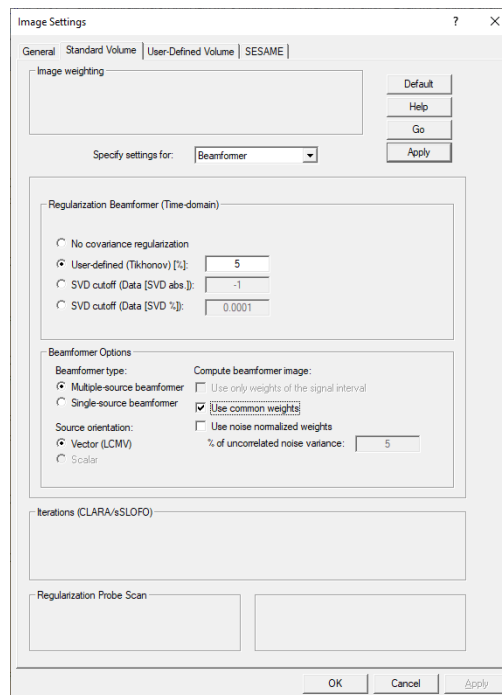 Image Settings
? ×
General Standard Volume User-Defined Volume SESAME
Image weighting
Default
Help
Go
Specify settings for: Beamformer Apply
Regularization Beamformer (Time-domain)
No covariance regularization
User-defined (Tikhonov) [%]: 5
SVD cutoff (Data [SVD abs.]): -1
SVD cutoff (Data [SVD %]): 0.0001
Beamformer Options
Beamformer type: Compute beamformer image:
Multiple-source beamformer Use only weights of the signal interval
Single-source beamformer Use common weights
Source orientation: Use noise normalized weights
Vector (LCMV) % of uncorrelated noise variance: 5
Scalar
Iterations (CLARA/sSLOFO)
Regularization Probe Scan
OK Cancel Apply